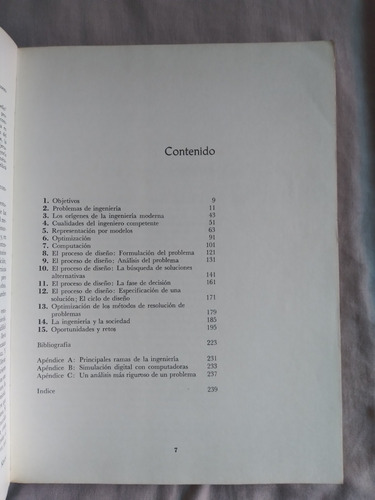 Contenido
1. Objetivos 9
2. Problemas de ingeniería 11
3. Los orígenes de la ingeniería moderna 43
4. Cualidades del ingeniero competente 51
5. Representación por modelos 63
6. Optimización 91
7. Computación 101
8. El proceso de diseño: Formulación del problema 121
9. El proceso de diseño: Análisis del problema 131
10. El proceso de diseño: La búsqueda de soluciones
alternativas 141
11. El proceso de diseño: La fase de decisión 161
12. El proceso de diseño: Especificación de una
solución; El ciclo de diseño 171
13. Optimización de los métodos de resolución de
problemas 179
14. La ingeniería y la sociedad 185
15. Oportunidades y retos 195
Bibliografía 223
Apéndice A: Principales ramas de la ingeniería 231
Apéndice B: Simulación digital con computadoras 233
Apéndice C: Un análisis más riguroso de un problema 237
Indice 239
7